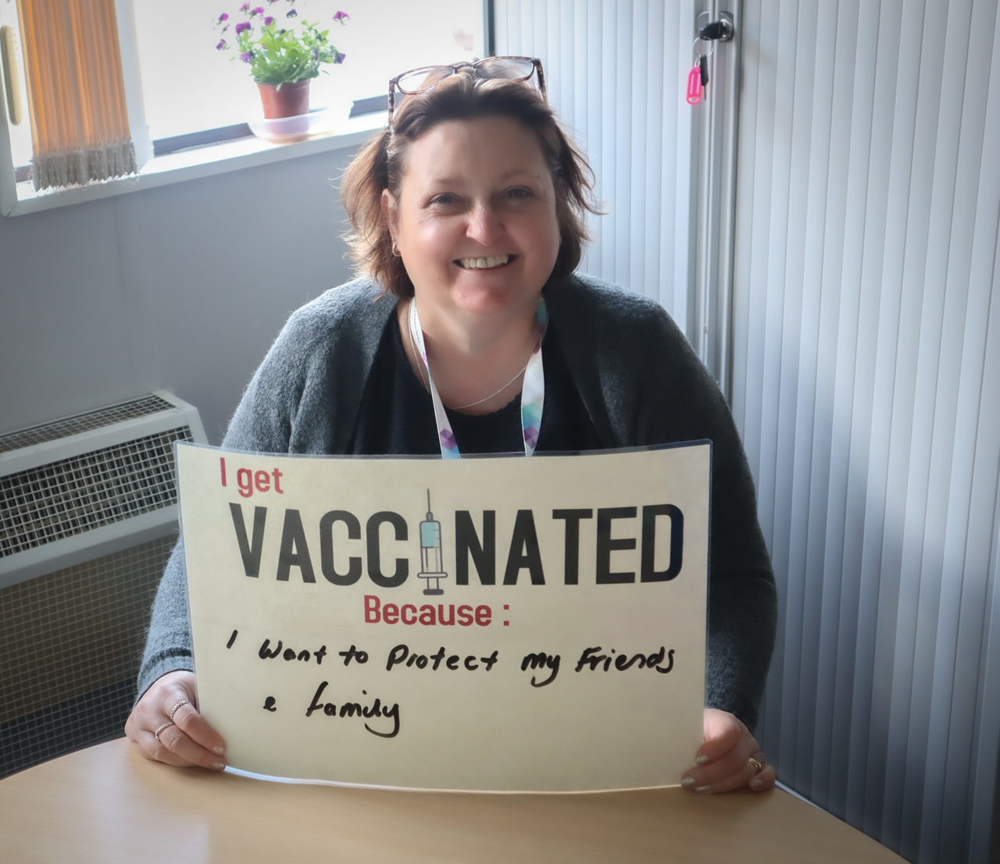 I get
VACCINATED
Because :
I want to Protect my Friends
& family